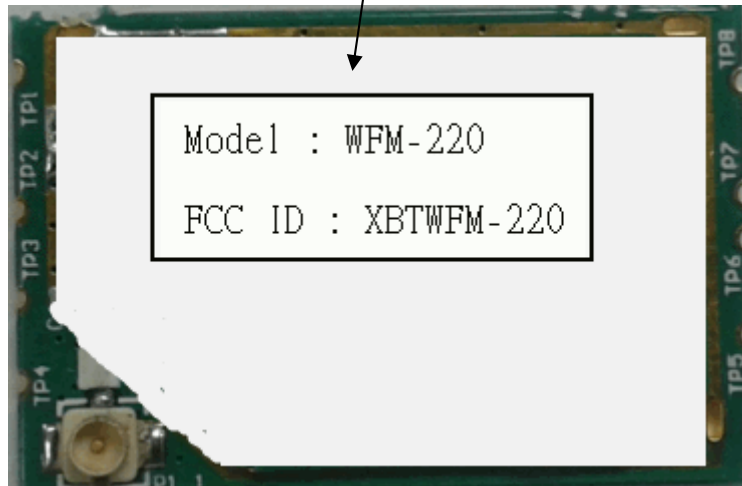 Model : WFM-220
FCC ID : XBTWFM-220
TP1
TP2
TP3
TP4
TP8
TP7
TP6
TP5